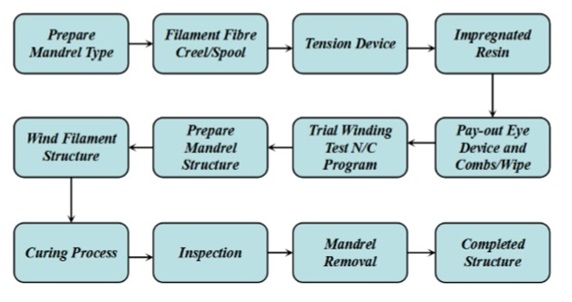 Prepare
Mandrel Type
Filament Fibre
Creel/Spool
Tension Device
Impregnated
Resin
Wind Filament
Structure
Prepare
Mandrel
Structure
Trial Winding
Test N/C
Program
Pay-out Eye
Device and
Combs/Wipe
Curing Process
Inspection
Mandrel
Removal
Completed
Structure